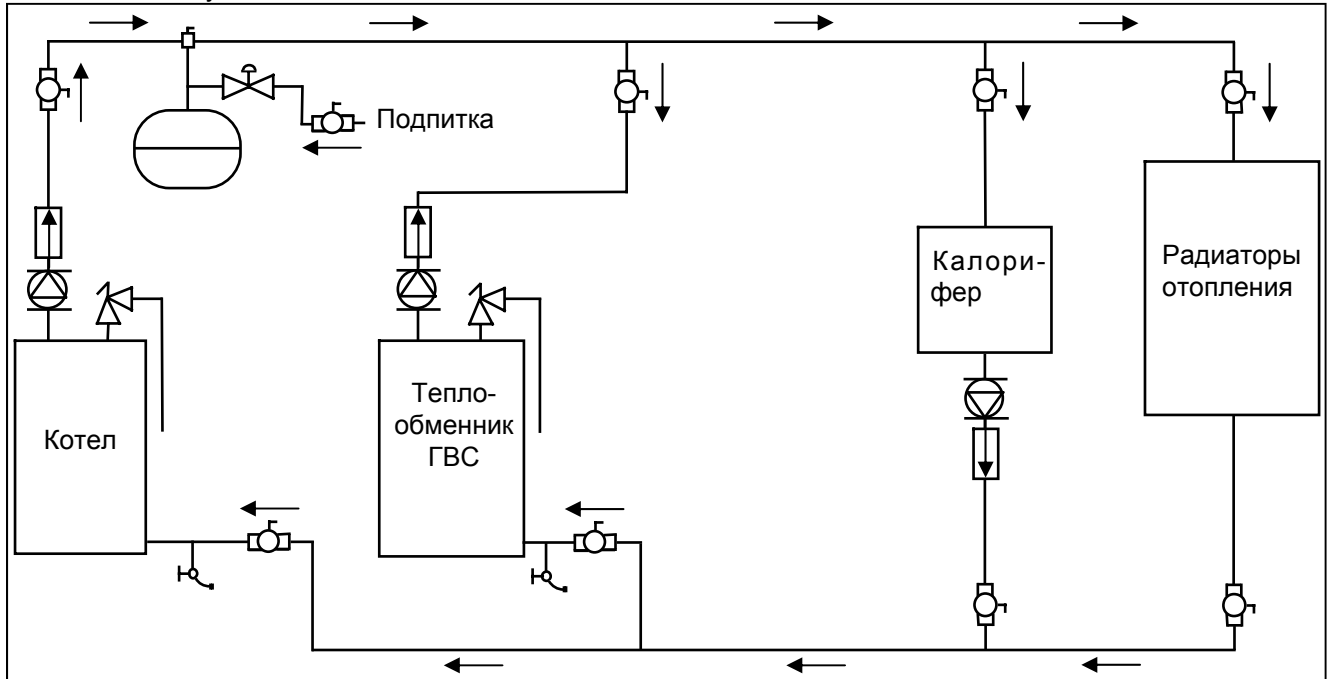 Подпитка
Калори-
фер
Радиаторы
отопления
Котел
Тепло-
обменник
ГВС